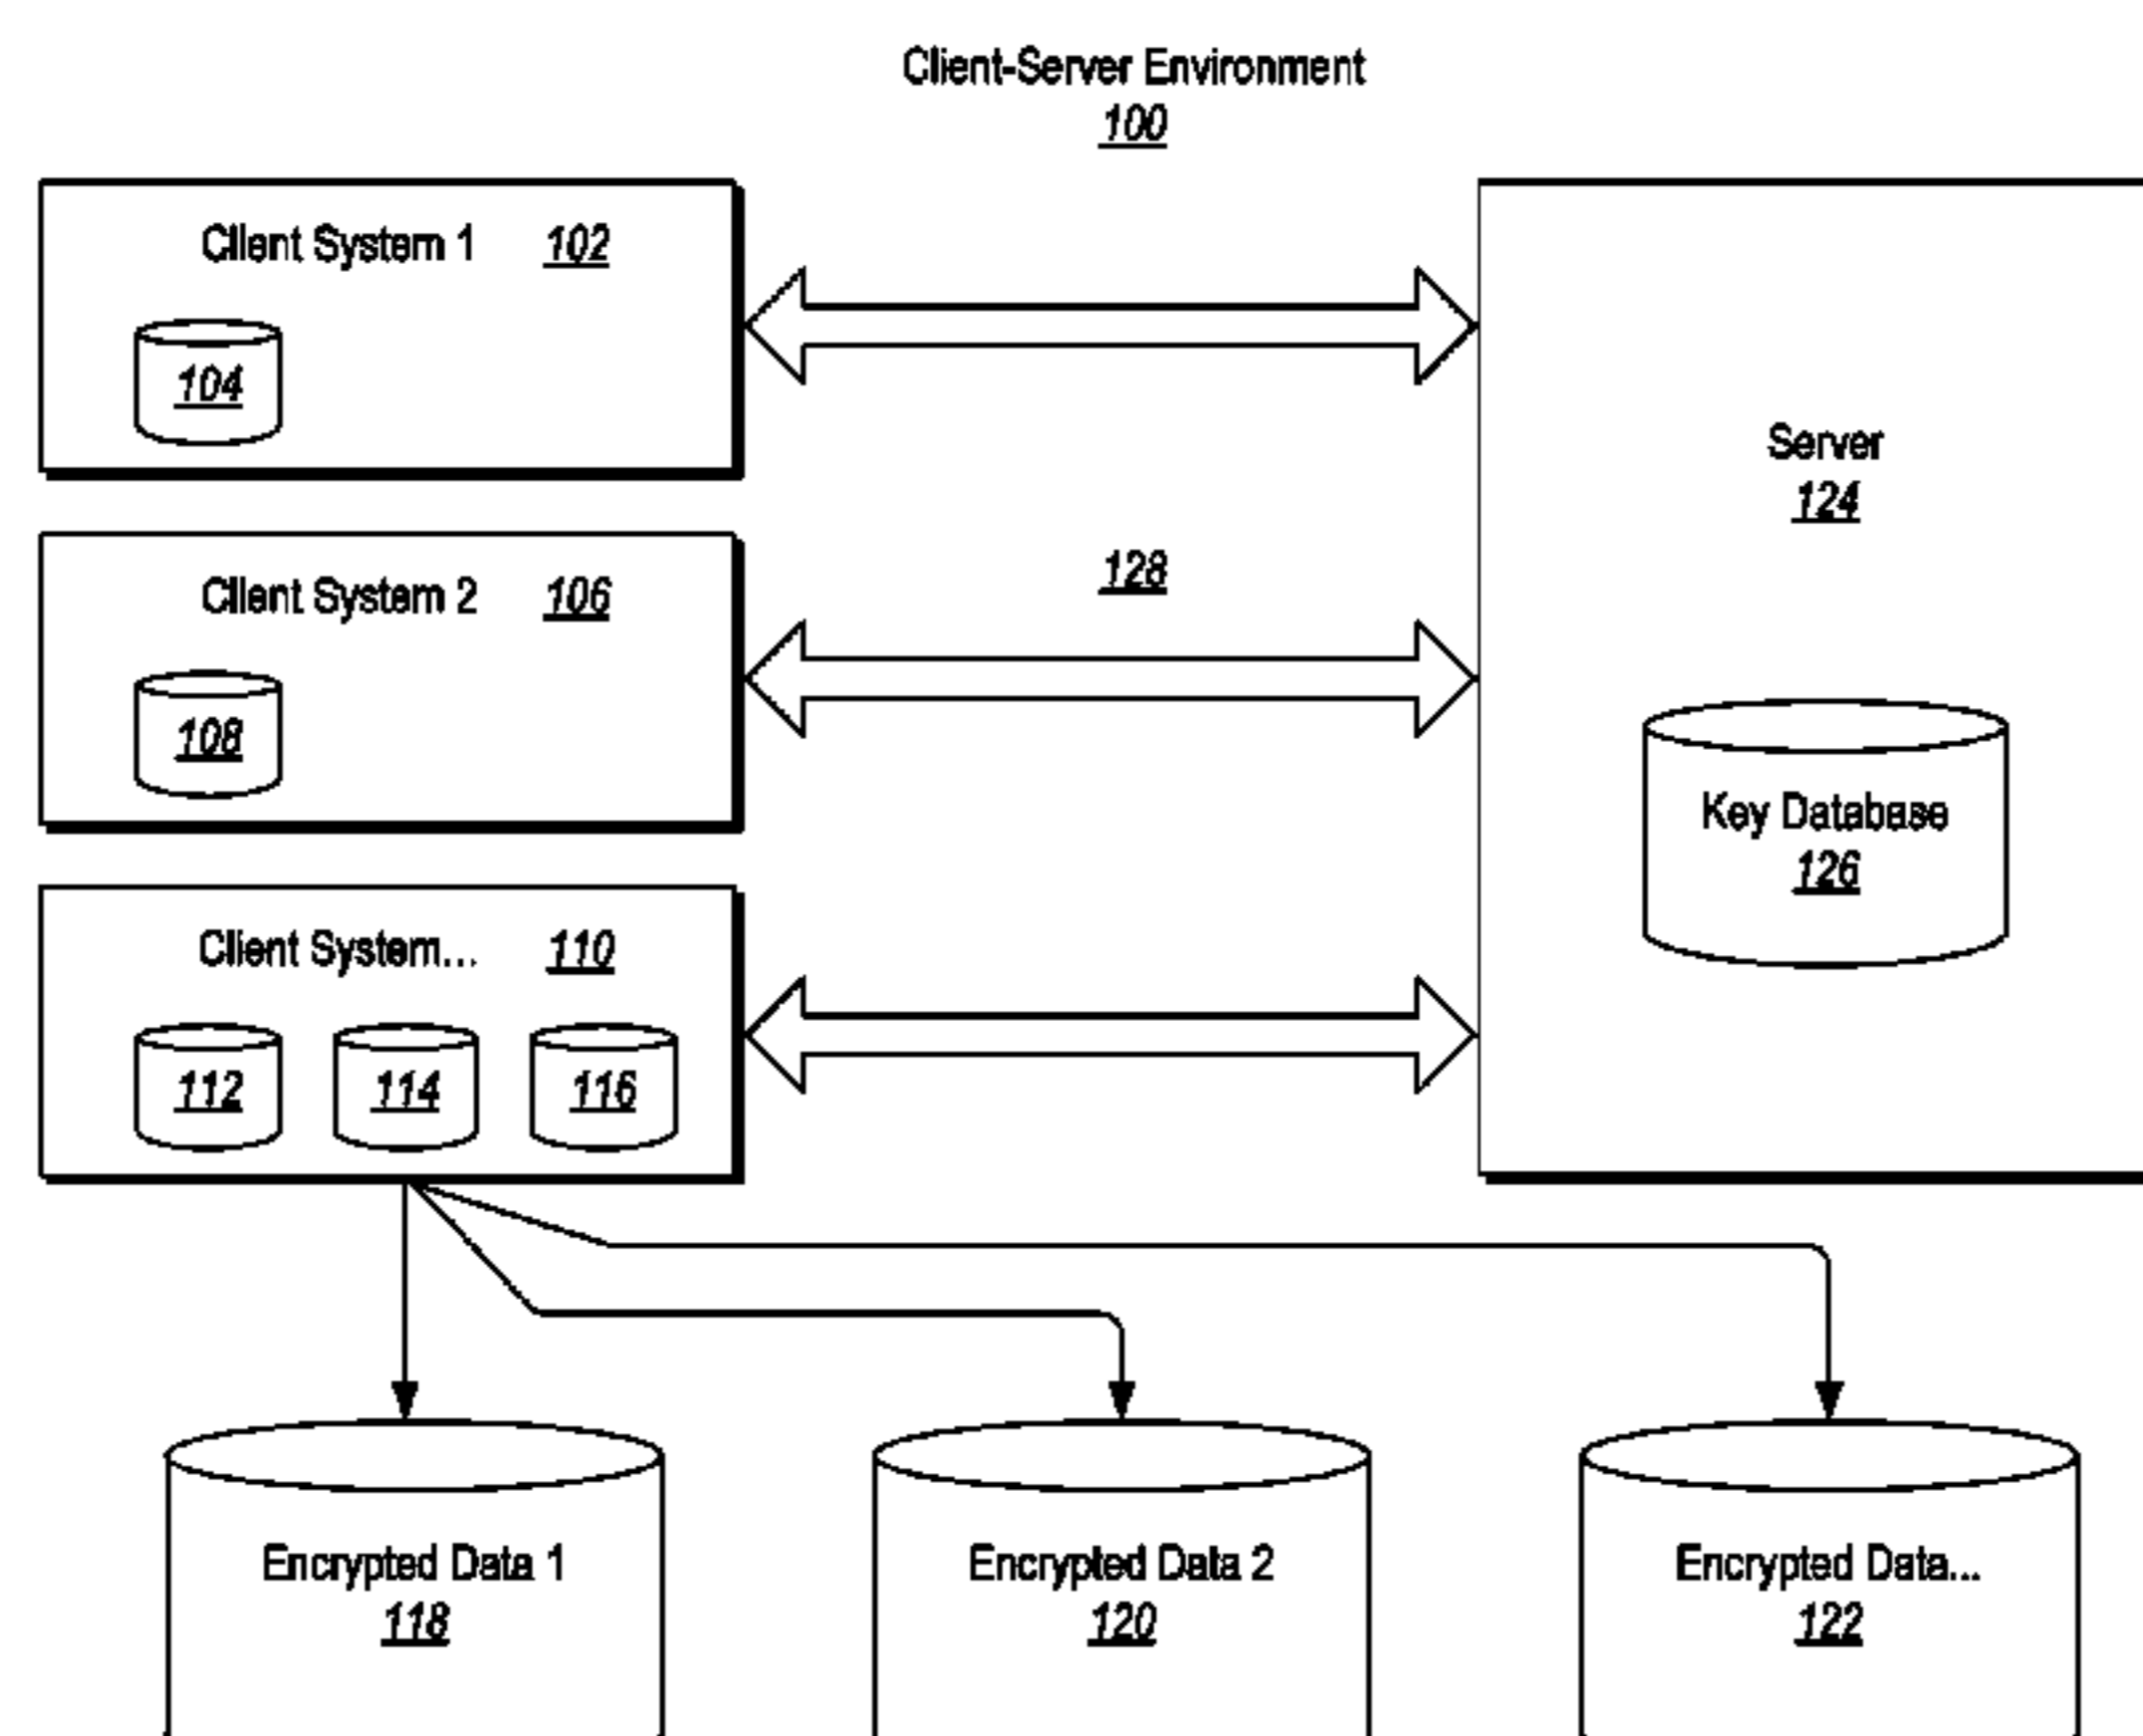 Client-Server Environment
100
Client System 1 102
104
Server
124
128
Client System 2 106
108
Key Database
126
Client System... 110
112 114 116
Encrypted Data 1
118
Encrypted Data 2
120
Encrypted Data...
122